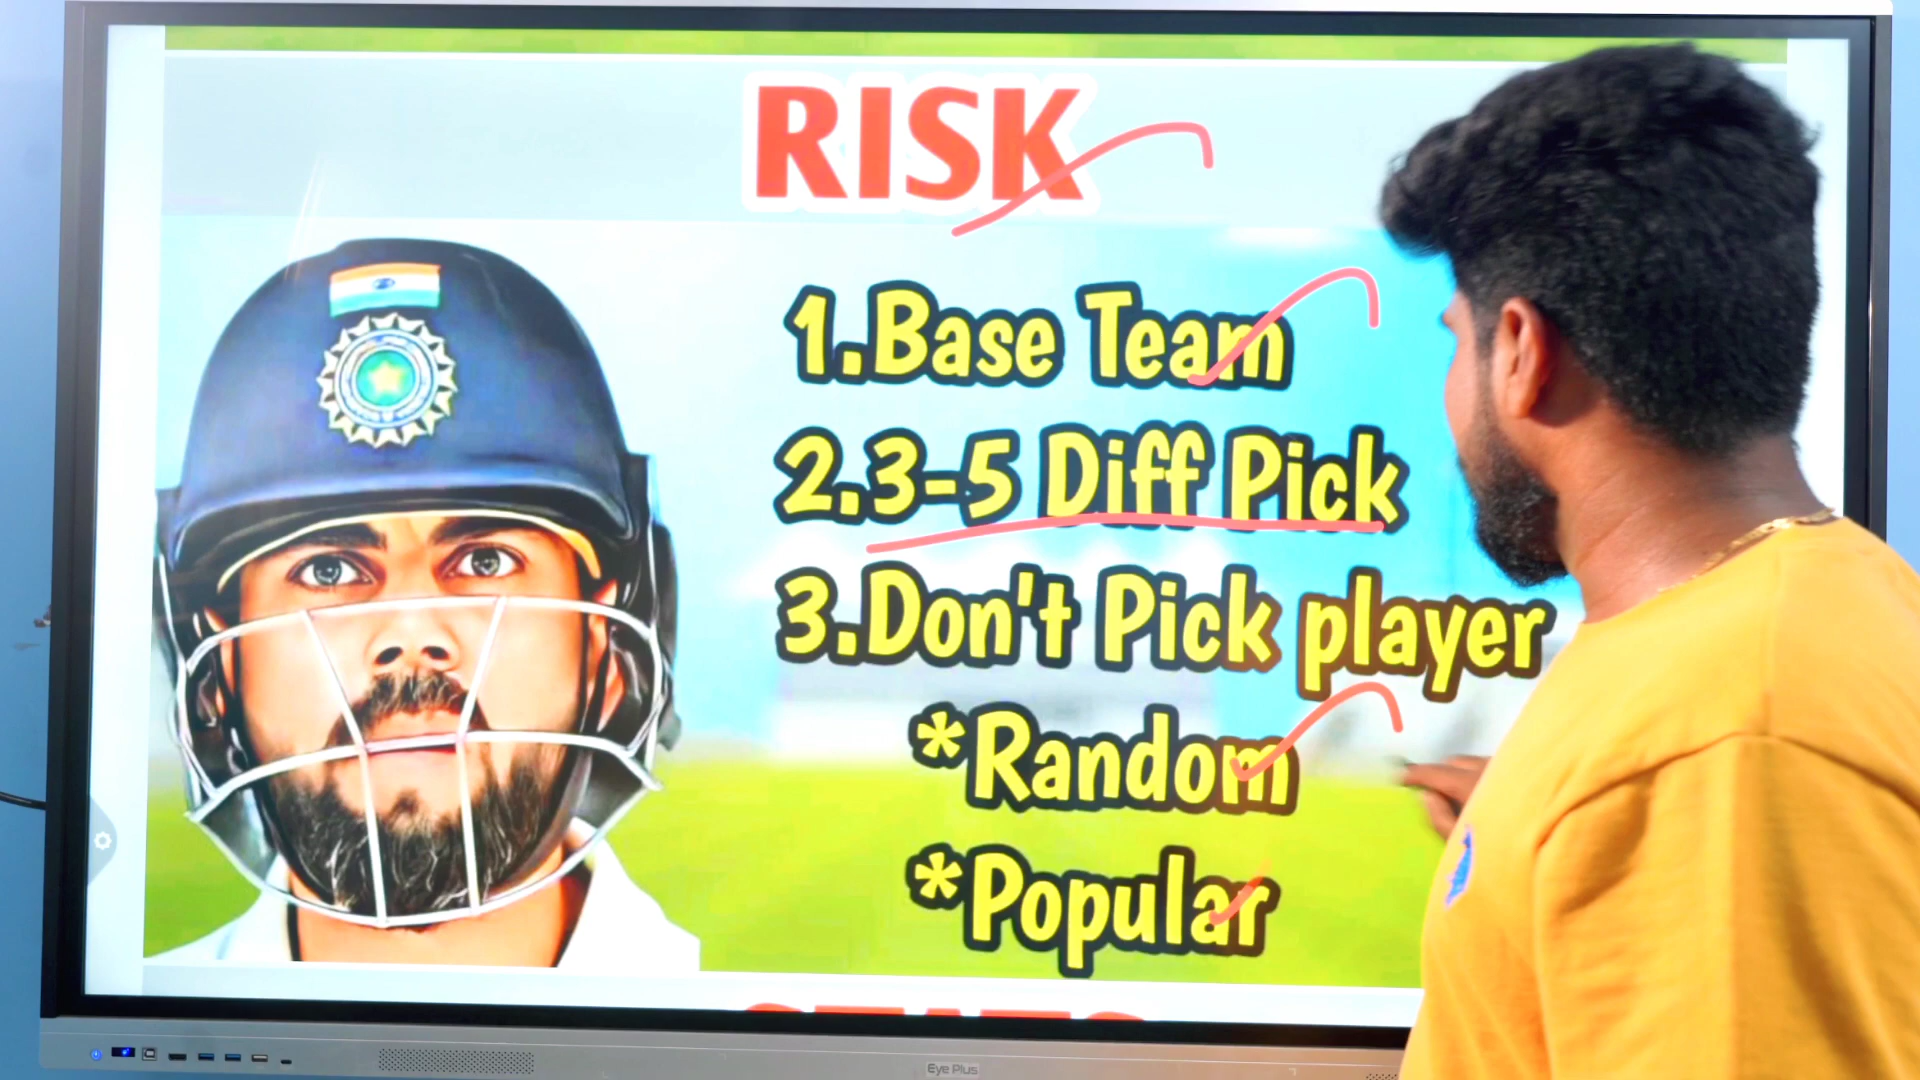 RISK
1.Base Team
2.3-5 Diff Pick
3.Don't Pick player
*Random
*Popular
Eye Plus